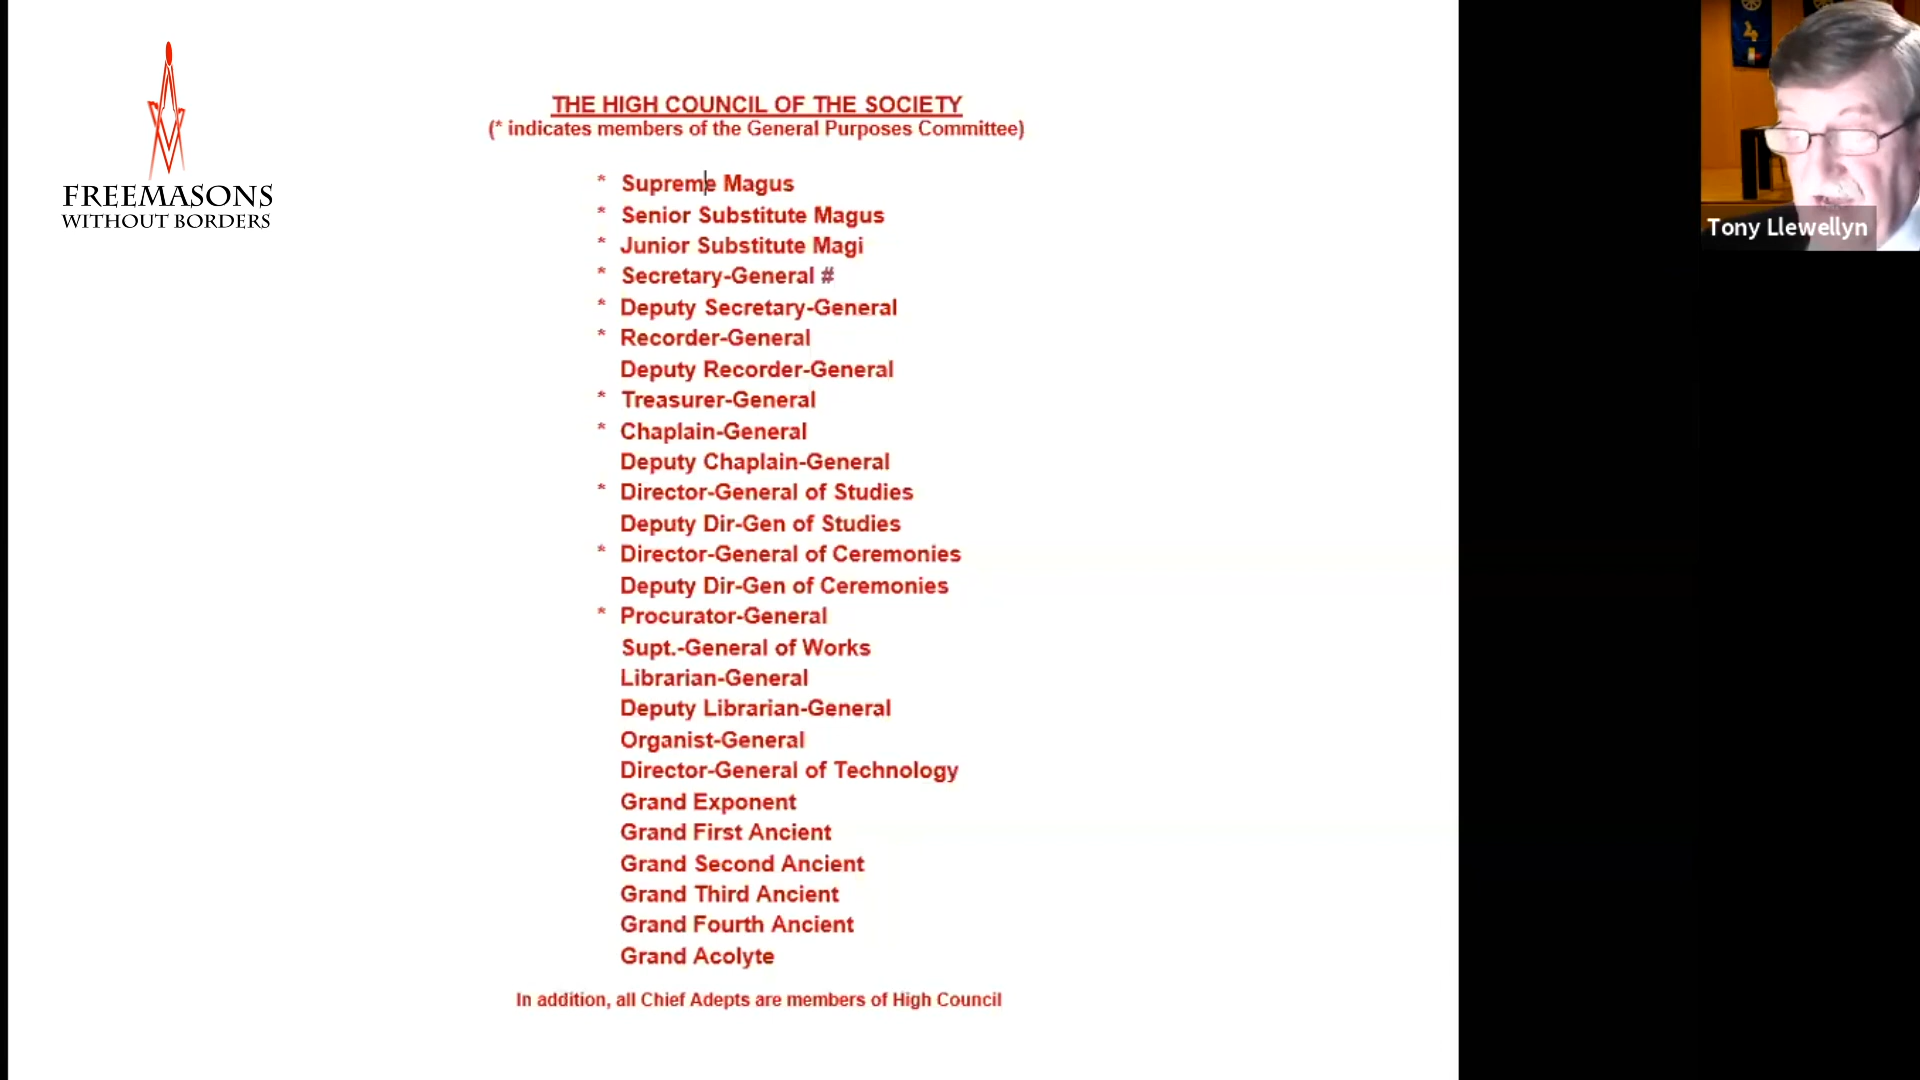 FREEMASONS
WITHOUT BORDERS
THE HIGH COUNCIL OF THE SOCIETY
(* indicates members of the General Purposes Committee)
* Supreme Magus
* Senior Substitute Magus
* Junior Substitute Magi
* Secretary-General #
* Deputy Secretary-General
* Recorder-General
Deputy Recorder-General
* Treasurer-General
* Chaplain-General
Deputy Chaplain-General
* Director-General of Studies
Deputy Dir-Gen of Studies
* Director-General of Ceremonies
Deputy Dir-Gen of Ceremonies
* Procurator-General
Supt.-General of Works
Librarian-General
Deputy Librarian-General
Organist-General
Director-General of Technology
Grand Exponent
Grand First Ancient
Grand Second Ancient
Grand Third Ancient
Grand Fourth Ancient
Grand Acolyte
In addition, all Chief Adepts are members of High Council
4
Tony Llewellyn